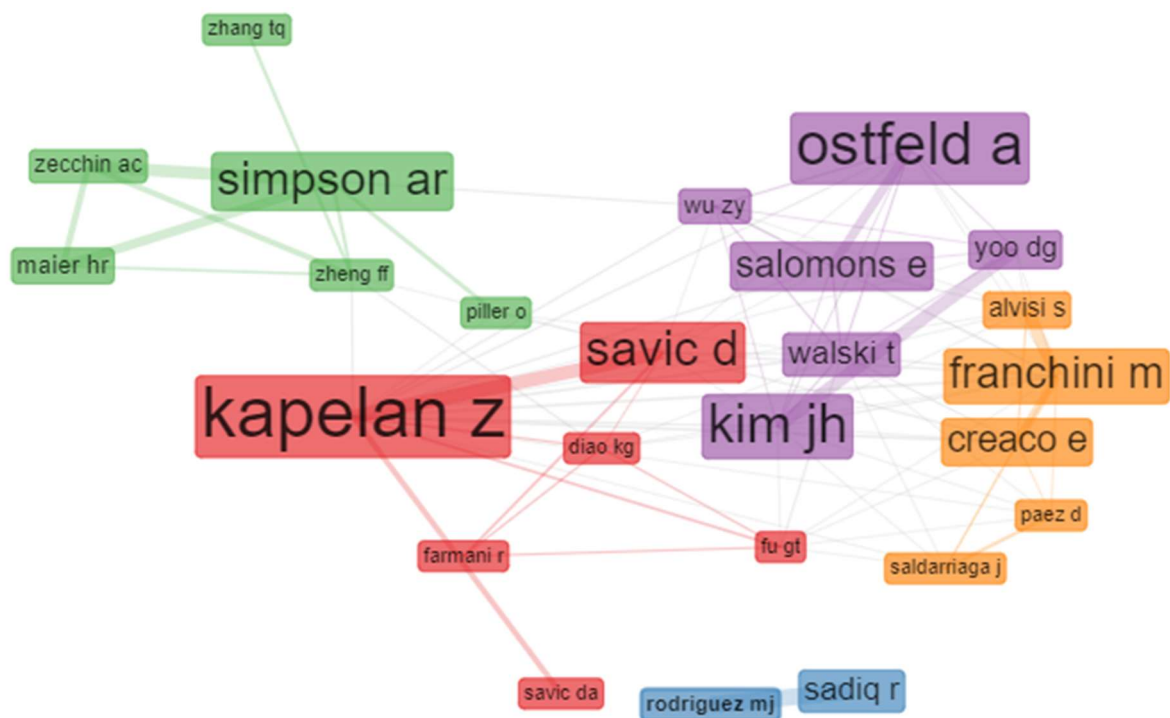 zhang tq
ostfeld a
zecchin ac
simpson ar
wu zy
salomons e
yoo dg
maier hr
zheng ff
piller o
alvisi s
savic d
walski t
franchini m
kapelan z
kim jh
creaco e
diao kg
paez d
farmani r
fu gt
saldarriaga j
savic da
rodriguez mj
sadiq r